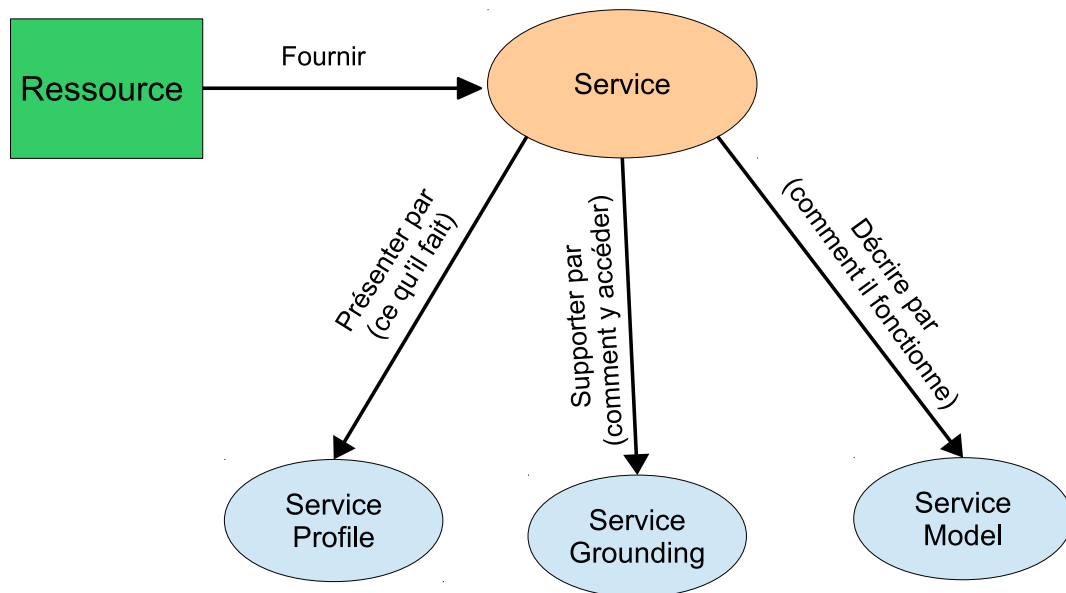 Ressource
Fournir
Service
Présenter par
(ce qu'il fait)
Supporter par
(comment y accéder)
Décrire par
(comment il fonctionne)
Service
Profile
Service
Grounding
Service
Model